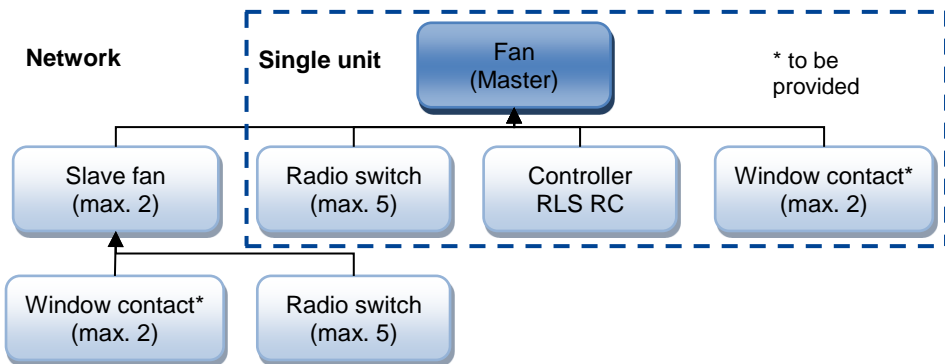 Network
Single unit
Fan
(Master)
* to be
provided
Slave fan
(max. 2)
Radio switch
(max. 5)
Controller
RLS RC
Window contact*
(max. 2)
Window contact*
(max. 2)
Radio switch
(max. 5)